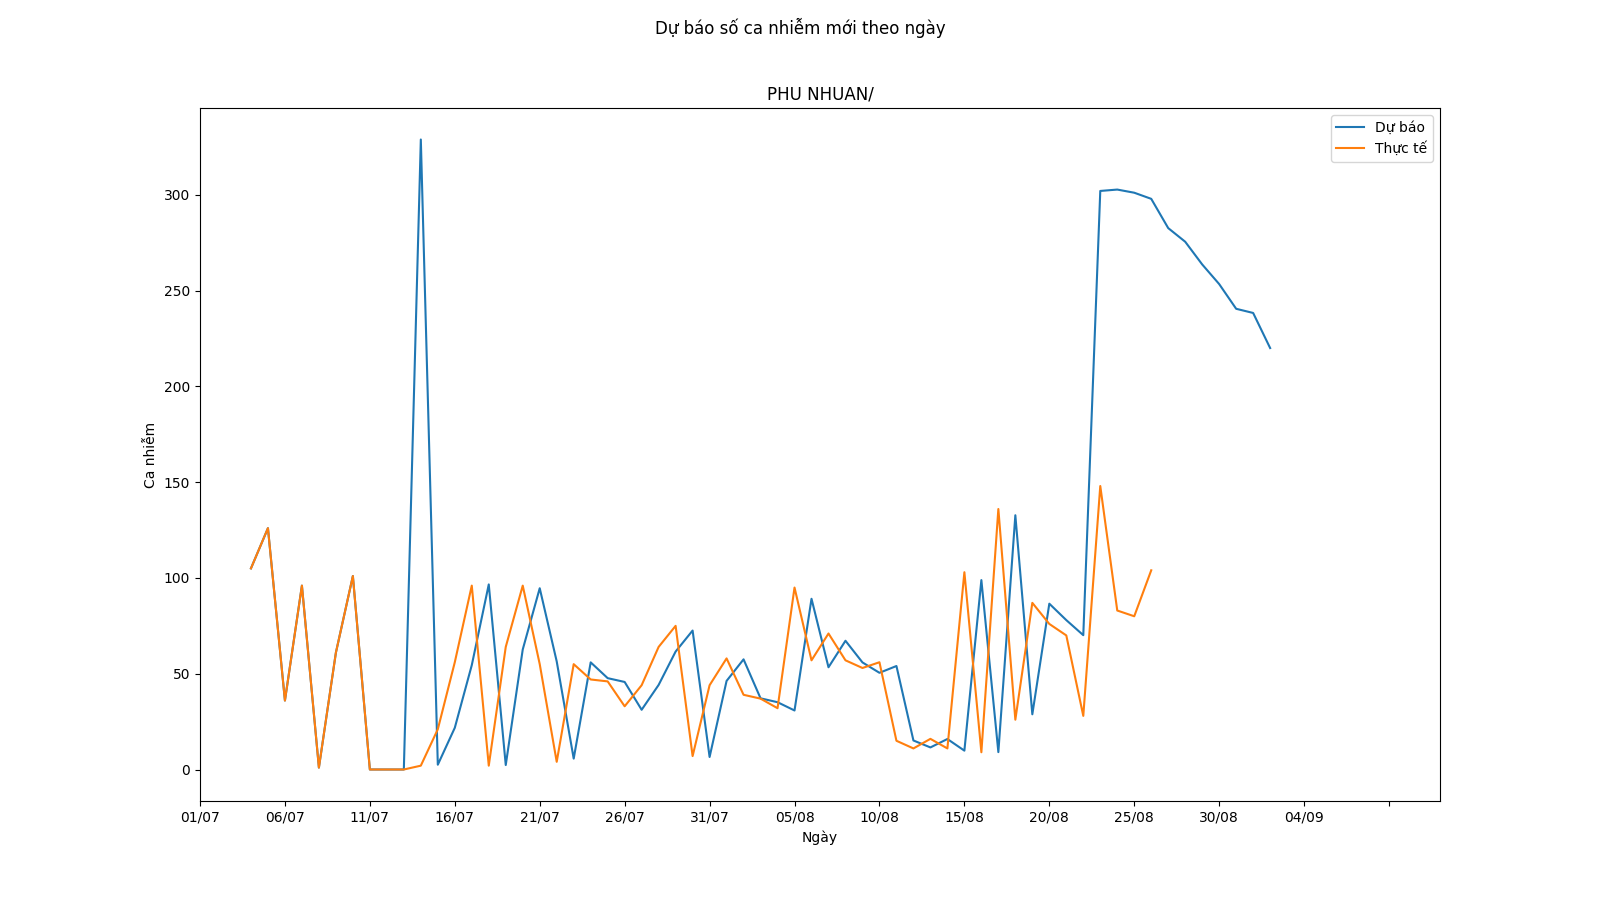 Dự báo số ca nhiễm mới theo ngày
PHU NHUAN/
Dự báo
Thực tế
300
250
200
150
100
50
0
Ca nhiễm
01/07 06/07 11/07 16/07 21/07 26/07 31/07 05/08 10/08 15/08 20/08 25/08 30/08 04/09
Ngày